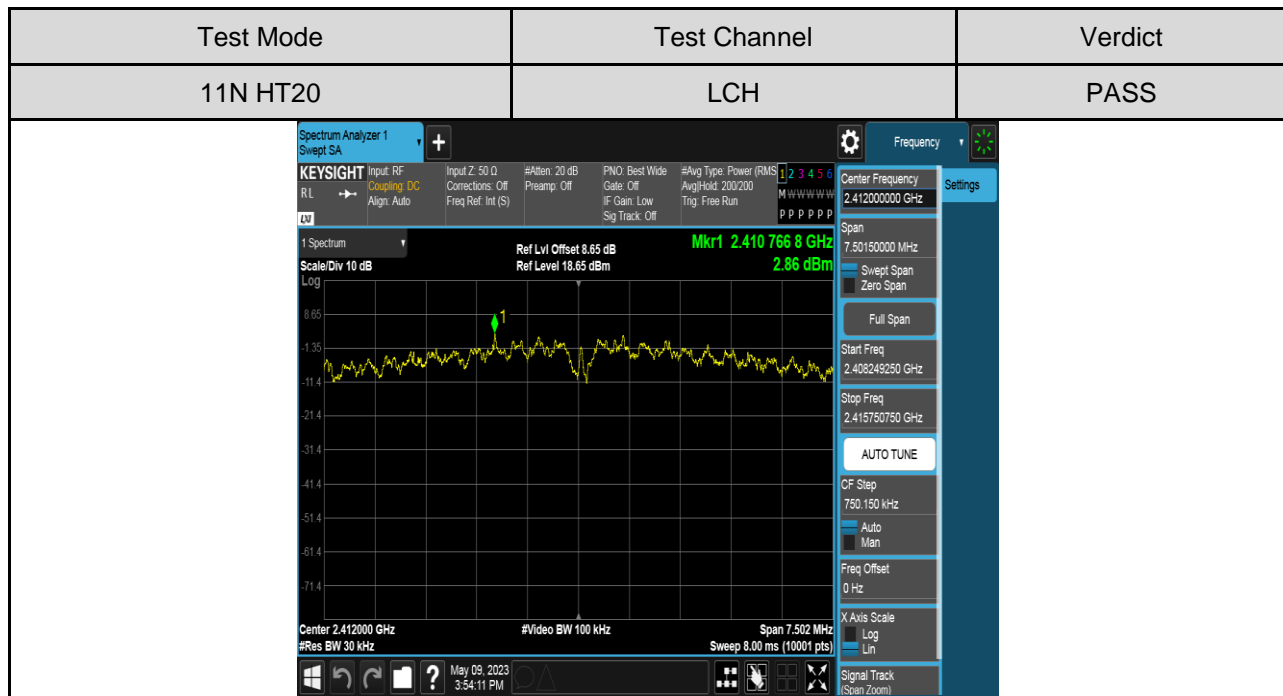 Test Mode
Test Channel
Verdict
11N HT20
LCH
PASS
Spectrum Analyzer 1
Swept SA
+
Frequency
KEYSIGHT
RL
LXI
Input: RF
Coupling: DC
Align: Auto
Input Z: 50 Ω
Corrections: Off
Freq Ref: Int (S)
#Atten: 20 dB
Preamp: Off
PNO: Best Wide
Gate: Off
IF Gain: Low
Sig Track: Off
#Avg Type: Power (RMS
Avg|Hold: 200/200
Trig: Free Run
1 2 3 4 5 6
M W W W W W
P P P P P P
1 Spectrum
Scale/Div 10 dB
Log
Ref Lvl Offset 8.65 dB
Ref Level 18.65 dBm
Mkr1 2.410 766 8 GHz
2.86 dBm
1
8.65
-1.35
-11.4
-21.4
-31.4
-41.4
-51.4
-61.4
-71.4
Center 2.412000 GHz
#Res BW 30 kHz
#Video BW 100 kHz
Span 7.502 MHz
Sweep 8.00 ms (10001 pts)
?
May 09, 2023
3:54:11 PM
Center Frequency
2.412000000 GHz
Settings
Span
7.50150000 MHz
Swept Span
Zero Span
Full Span
Start Freq
2.408249250 GHz
Stop Freq
2.415750750 GHz
AUTO TUNE
CF Step
750.150 kHz
Auto
Man
Freq Offset
0 Hz
X Axis Scale
Log
Lin
Signal Track
(Span Zoom)